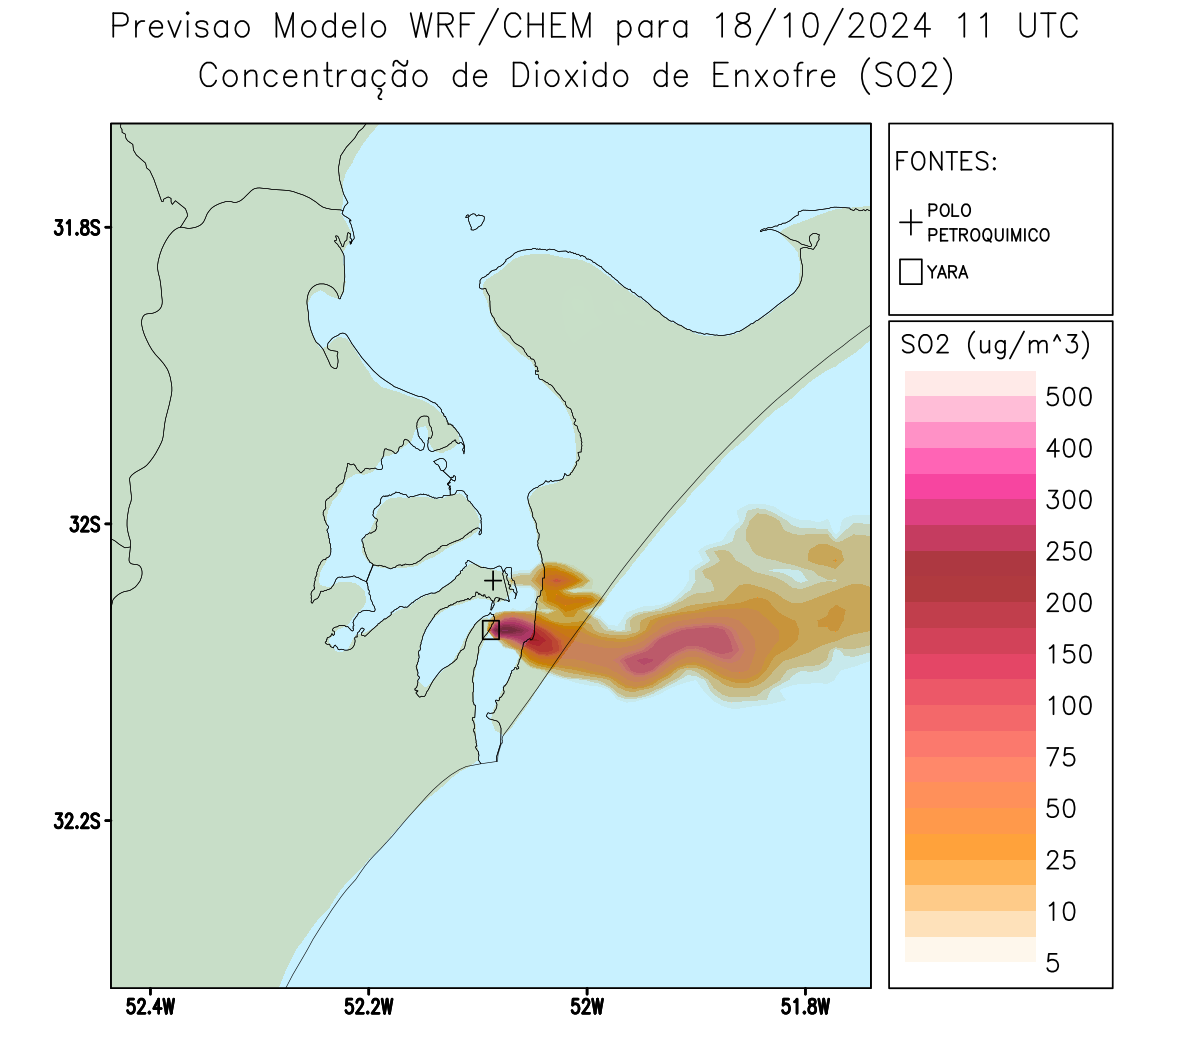 Previsao Modelo WRF/CHEM para 18/10/2024 11 UTC
Concentração de Dioxido de Enxofre (SO2)
FONTES:
POLO
PETROQUIMICO
YARA
SO2 (ug/m^3)
500
400
300
250
200
150
100
75
50
25
10
5
31.8S
32S
32.2S
52.4W
52.2W
52W
51.8W